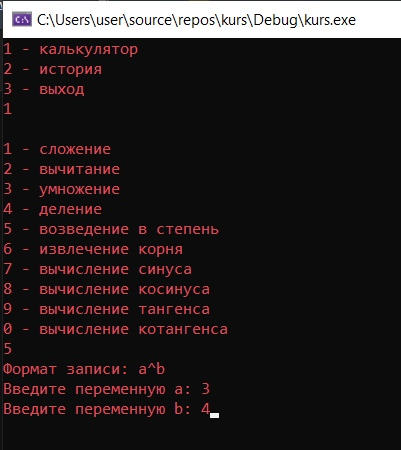 C:\Users\user\source\repos\kurs\Debug\kurs.exe
1 - калькулятор
2 - история
3 - выход
1
1 - сложение
2 - вычитание
3 - умножение
4 - деление
5 - возведение в степень
6 - извлечение корня
7 - вычисление синуса
8 - вычисление косинуса
9 - вычисление тангенса
0 - вычисление котангенса
5
Формат записи: a^b
Введите переменную a: 3
Введите переменную b: 4